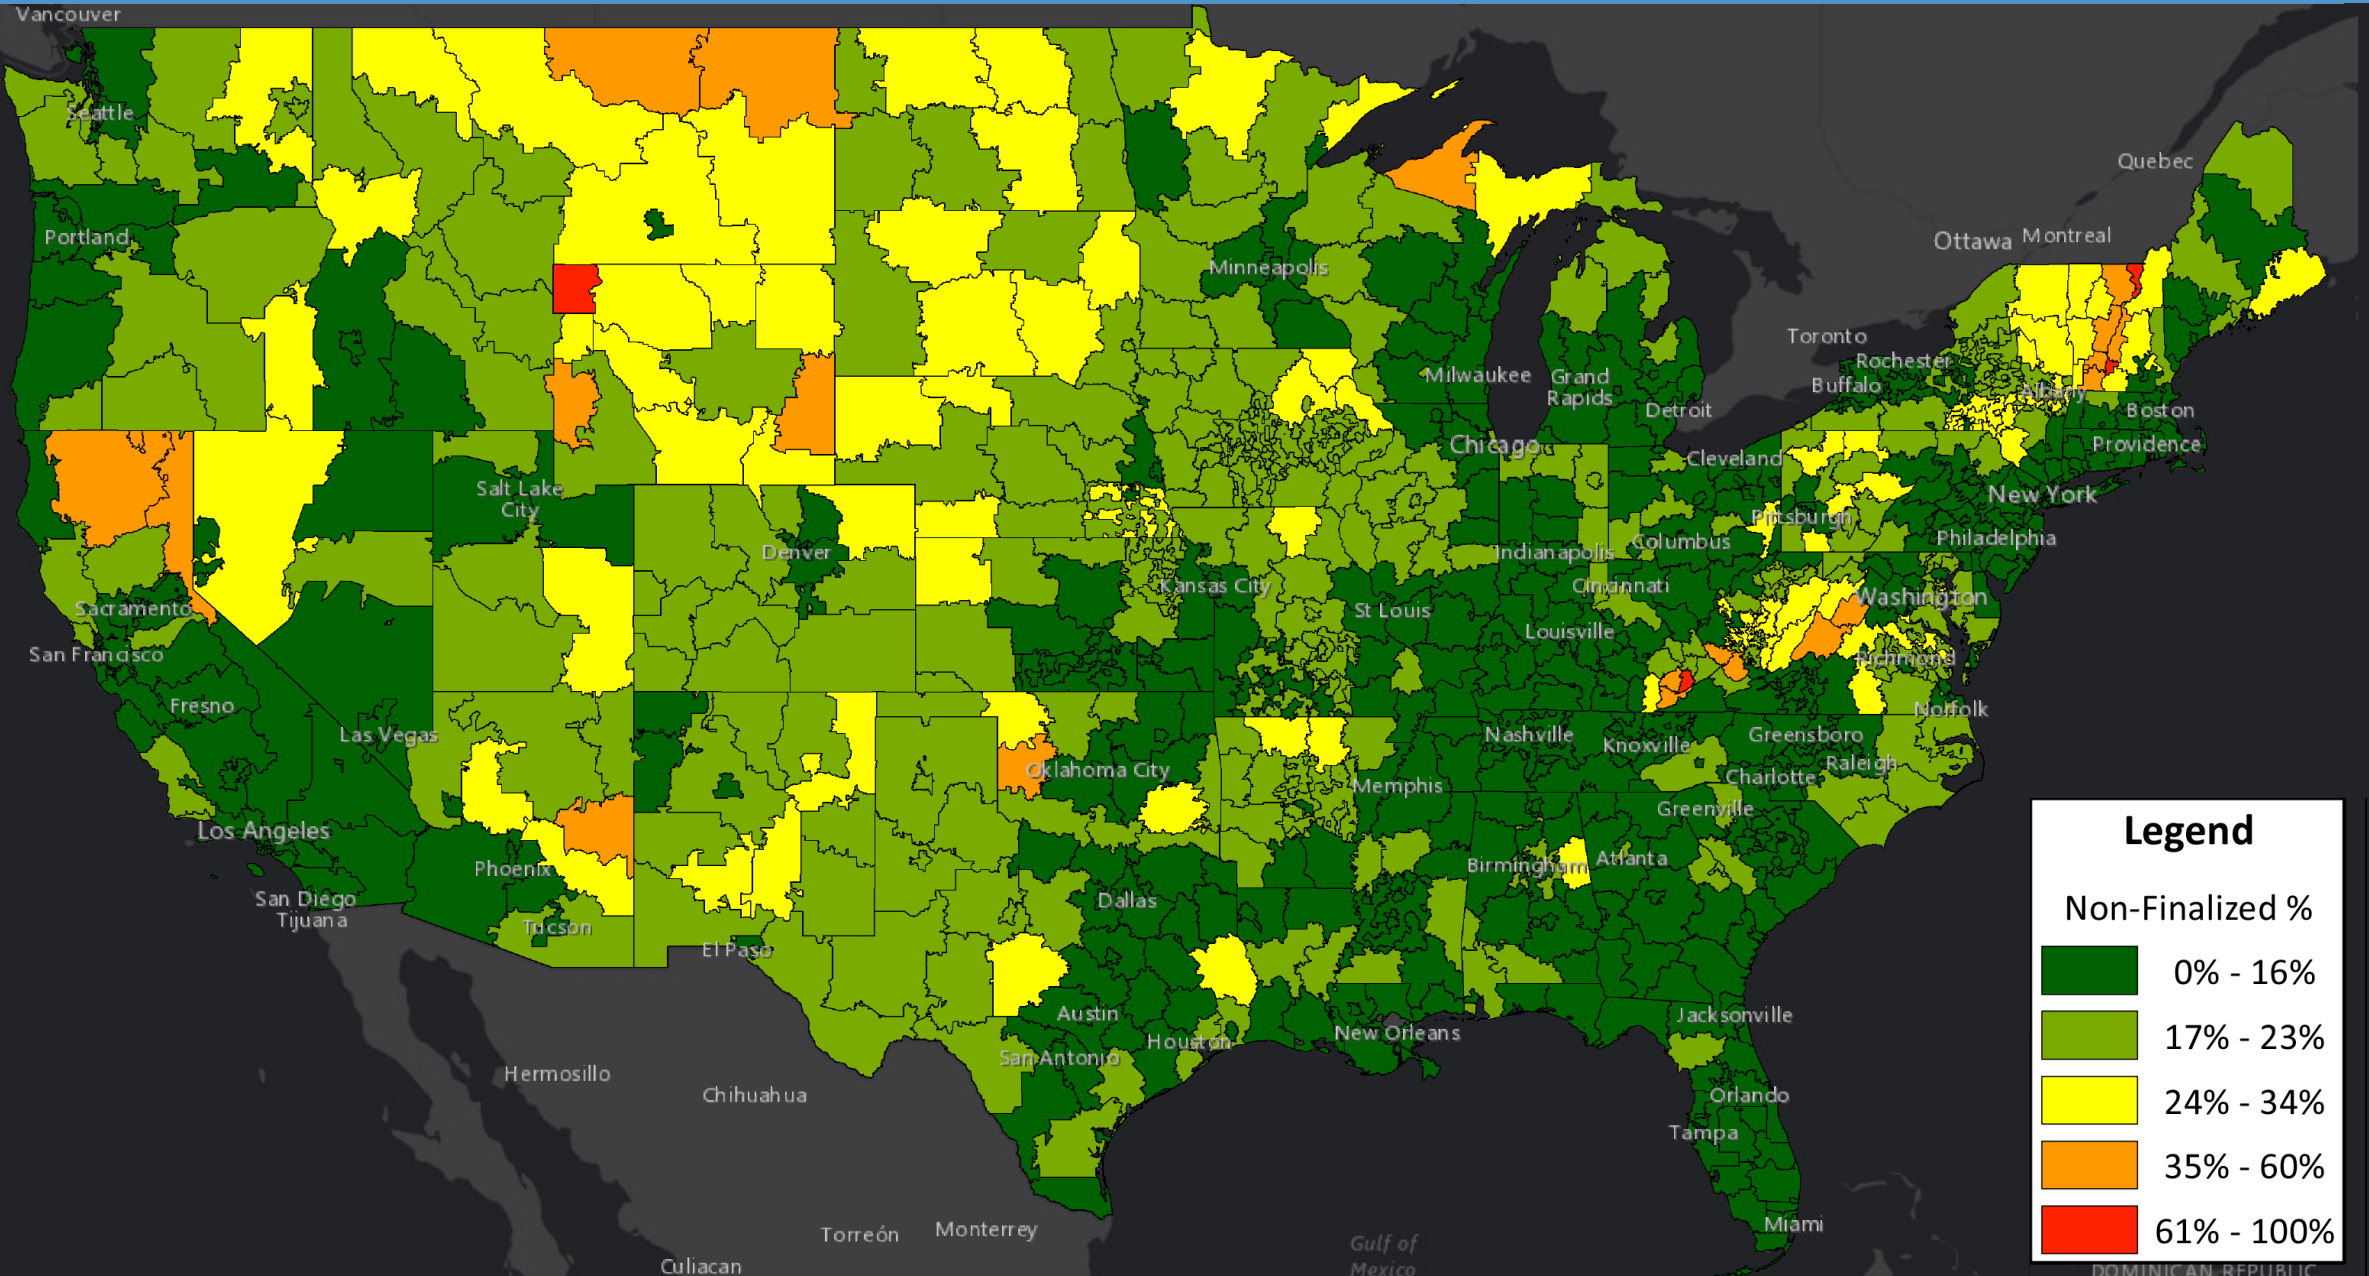 Vancouver
Seattle
Quebec
Portland
Ottawa
Montreal
Minneapolis
Toronto
Rochester
Buffalo
Albany
Milwaukee
Grand
Rapids
Detroit
Boston
Chicago
Cleveland
Providence
Salt Lake
City
New York
Pittsburgh
Denver
Indianapolis
Columbus
Philadelphia
Kansas City
Cincinnati
Washington
Sacramento
St Louis
Louisville
San Francisco
Richmond
Fresno
Norfolk
Las Vegas
Nashville
Knoxville
Greensboro
Oklahoma City
Raleigh
Memphis
Charlotte
Greenville
Los Angeles
Phoenix
Birmingham
Atlanta
San Diego
Dallas
Tijuana
Tucson
El Paso
Austin
Jacksonville
Houston
New Orleans
San Antonio
Hermosillo
Chihuahua
Orlando
Tampa
Torreón
Monterrey
Miami
Gulf of
Mexico
Culiacan
Legend
Non-Finalized %
0% - 16%
17% - 23%
24% - 34%
35% - 60%
61% - 100%
DOMINICAN REPUBLIC